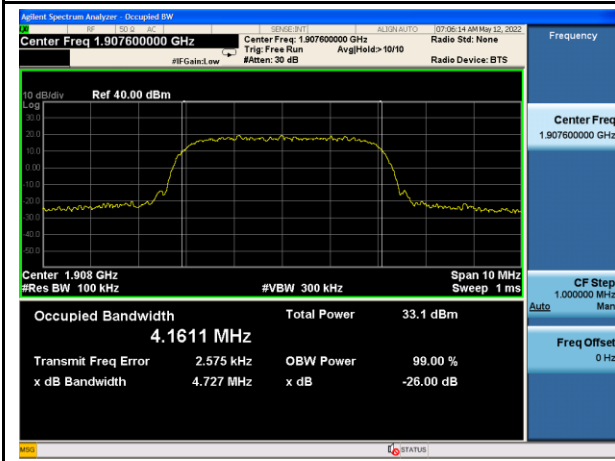 Agilent Spectrum Analyzer - Occupied BW
RF 50 Ω AC SENSE:INT ALIGN AUTO 07:06:14 AM May 12, 2022
Center Freq 1.907600000 GHz
Center Freq: 1.907600000 GHz
Radio Std: None
Trig: Free Run Avg|Hold:>10/10
#IFGain:Low #Atten: 30 dB Radio Device: BTS
Frequency
10 dB/div Ref 40.00 dBm
Log
30.0
20.0
10.0
0.00
-10.0
-20.0
-30.0
-40.0
-50.0
Center Freq
1.907600000 GHz
Center 1.908 GHz Span 10 MHz
#Res BW 100 kHz #VBW 300 kHz Sweep 1 ms
CF Step
1.000000 MHz
Auto Man
Occupied Bandwidth Total Power 33.1 dBm
4.1611 MHz
Transmit Freq Error 2.575 kHz OBW Power 99.00 %
x dB Bandwidth 4.727 MHz x dB -26.00 dB
Freq Offset
0 Hz
MSG STATUS